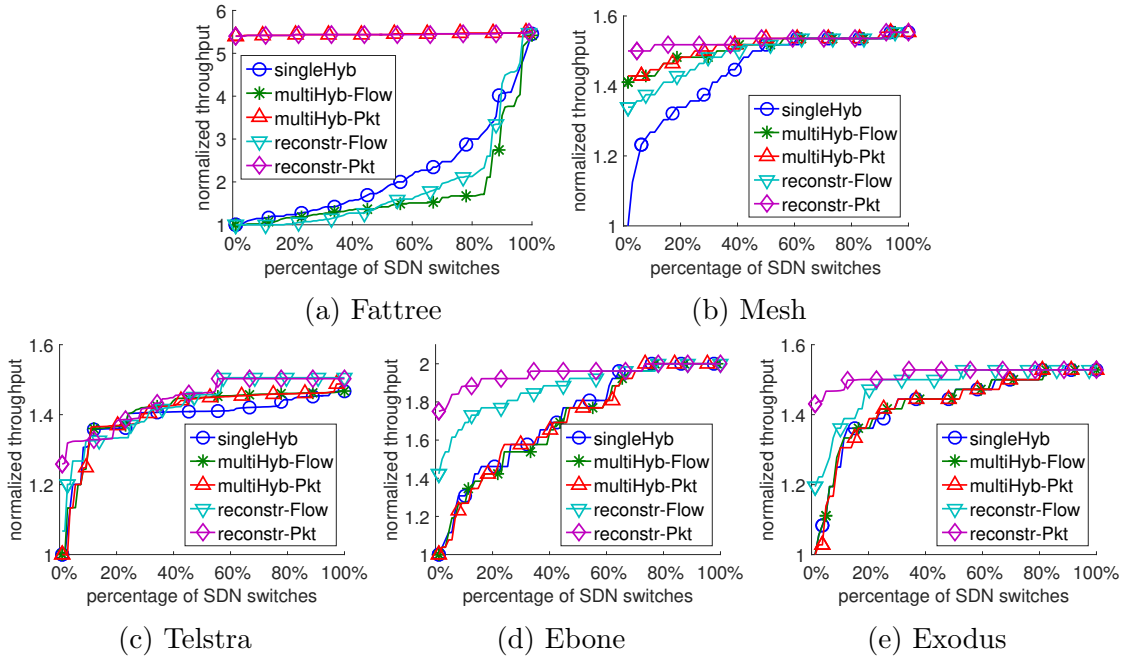 6
5
4
3
2
1
normalized throughput
singleHyb
multiHyb-Flow
multiHyb-Pkt
reconstr-Flow
reconstr-Pkt
0% 20% 40% 60% 80% 100%
percentage of SDN switches
(a) Fattree
1.6
1.4
1.2
1
normalized throughput
singleHyb
multiHyb-Flow
multiHyb-Pkt
reconstr-Flow
reconstr-Pkt
0% 20% 40% 60% 80% 100%
percentage of SDN switches
(b) Mesh
1.6
1.4
1.2
1
normalized throughput
singleHyb
multiHyb-Flow
multiHyb-Pkt
reconstr-Flow
reconstr-Pkt
0% 20% 40% 60% 80% 100%
percentage of SDN switches
(c) Telstra
2
1.8
1.6
1.4
1.2
1
normalized throughput
singleHyb
multiHyb-Flow
multiHyb-Pkt
reconstr-Flow
reconstr-Pkt
0% 20% 40% 60% 80% 100%
percentage of SDN switches
(d) Ebone
1.6
1.4
1.2
1
normalized throughput
singleHyb
multiHyb-Flow
multiHyb-Pkt
reconstr-Flow
reconstr-Pkt
0% 20% 40% 60% 80% 100%
percentage of SDN switches
(e) Exodus